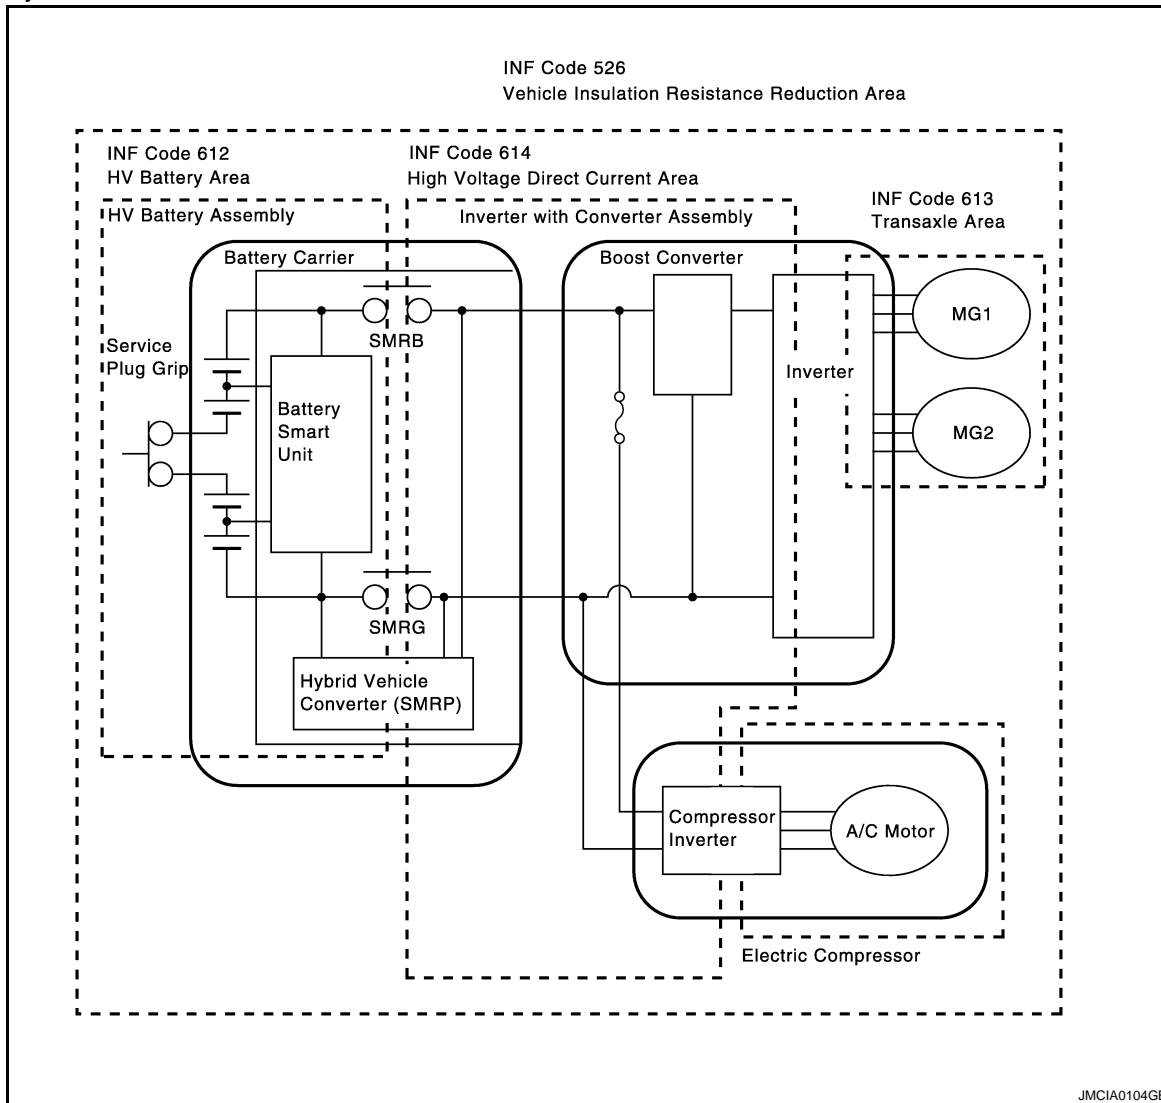 INF Code 526
Vehicle Insulation Resistance Reduction Area
INF Code 612
HV Battery Area
INF Code 614
High Voltage Direct Current Area
INF Code 613
Transaxle Area
HV Battery Assembly
Inverter with Converter Assembly
Battery Carrier
Boost Converter
Service
Plug Grip
SMRB
MG1
Inverter
Battery
Smart
Unit
MG2
SMRG
Hybrid Vehicle
Converter (SMRP)
Compressor
Inverter
A/C Motor
Electric Compressor